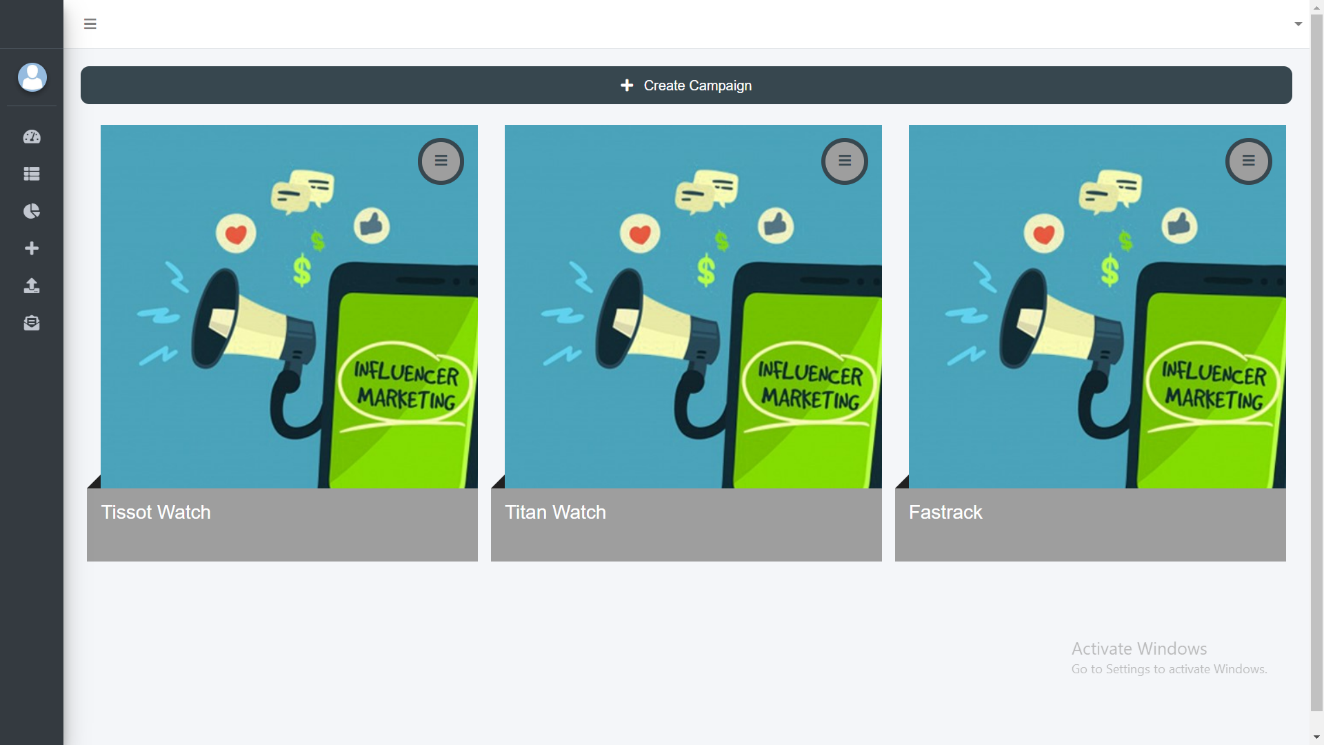 Create Campaign
INFLUENCER
MARKETING
INFLUENCER
MARKETING
INFLUENCER
MARKETING
Tissot Watch
Titan Watch
Fastrack
Activate Windows
Go to Settings to activate Windows.